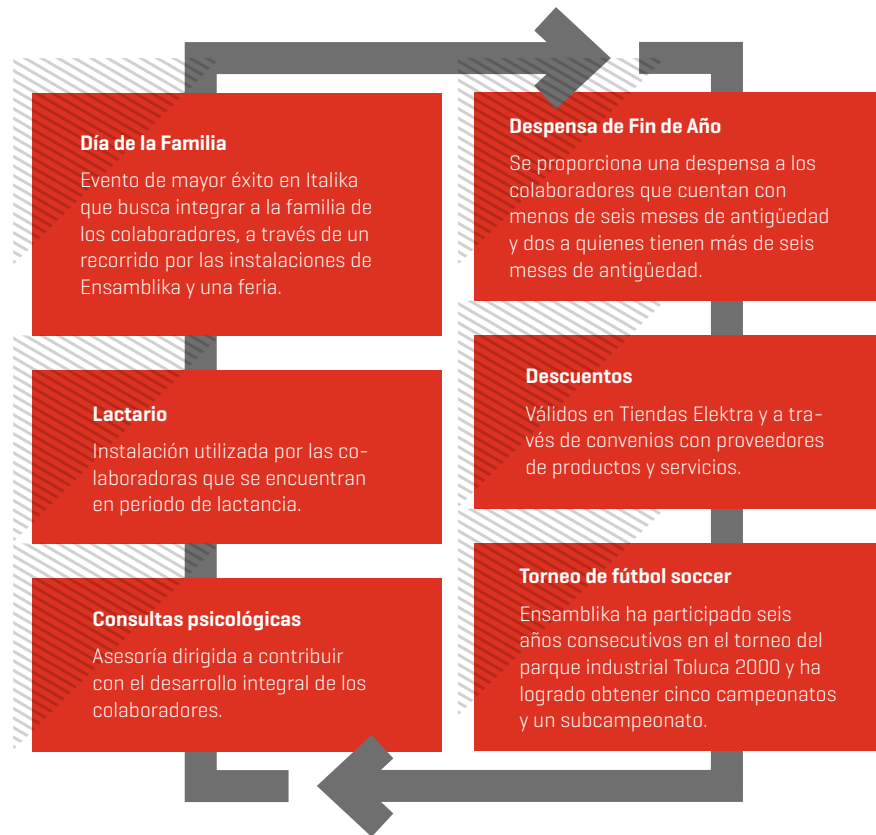 Día de la Familia
Evento de mayor éxito en Italika
que busca integrar a la familia de
los colaboradores, a través de un
recorrido por las instalaciones de
Ensamblika y una feria.
Lactario
Instalación utilizada por las co-
laboradoras que se encuentran
en periodo de lactancia.
Consultas psicológicas
Asesoría dirigida a contribuir
con el desarrollo integral de los
colaboradores.
Despensa de Fin de Año
Se proporciona una despensa a los
colaboradores que cuentan con
menos de seis meses de antigüedad
y dos a quienes tienen más de seis
meses de antigüedad.
Descuentos
Válidos en Tiendas Elektra y a tra-
vés de convenios con proveedores
de productos y servicios.
Torneo de fútbol soccer
Ensamblika ha participado seis
años consecutivos en el torneo del
parque industrial Toluca 2000 y ha
logrado obtener cinco campeonatos
y un subcampeonato.